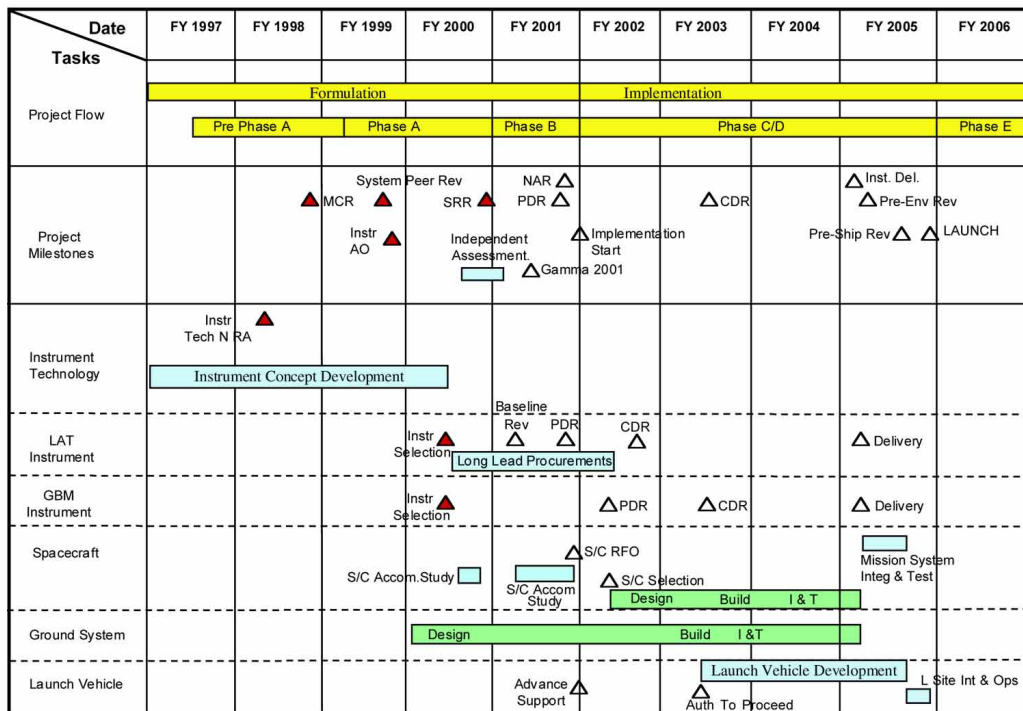 Date
Tasks
FY 1997 FY 1998 FY 1999 FY 2000 FY 2001 FY 2002 FY 2003 FY 2004 FY 2005 FY 2006
Project Flow
Formulation Implementation
Pre Phase A Phase A Phase B Phase C/D Phase E
Project
Milestones
System Peer Rev NAR Inst. Del.
MCR SRR PDR CDR Pre-Env Rev
Instr
AO
Independent
Assessment.
Implementation
Start
Pre-Ship Rev LAUNCH
Gamma 2001
Instrument
Technology
Instr
Tech N RA
Instrument Concept Development
LAT
Instrument
Baseline
Rev PDR CDR
Instr
Selection
Delivery
Long Lead Procurements
GBM
Instrument
Instr
Selection
PDR CDR Delivery
Spacecraft
S/C RFO
S/C Accom.Study
S/C Accom
Study
S/C Selection
Mission System
Integ & Test
Design Build I & T
Ground System
Design Build I &T
Launch Vehicle
Launch Vehicle Development
Advance
Support
Auth To Proceed
L Site Int & Ops